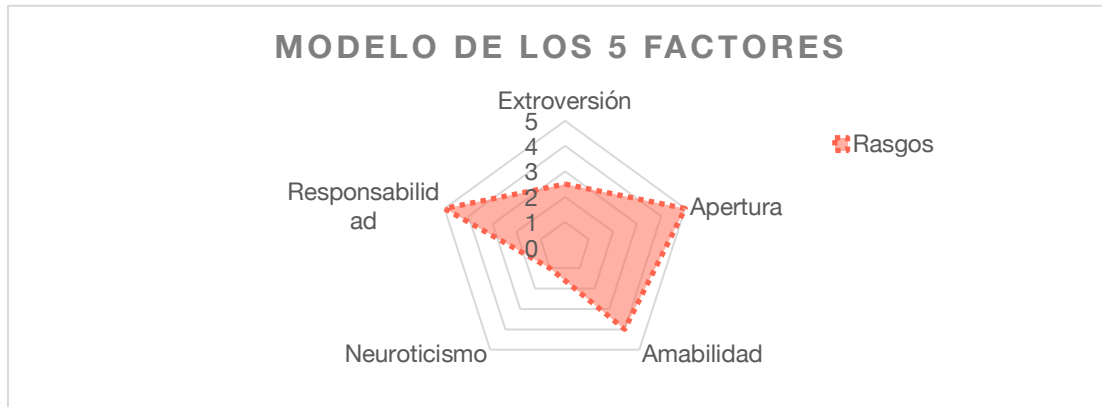 MODELO DE LOS 5 FACTORES
Extroversión
5
4
3
2
1
0
Rasgos
Responsabilid
ad
Apertura
Neuroticismo
Amabilidad